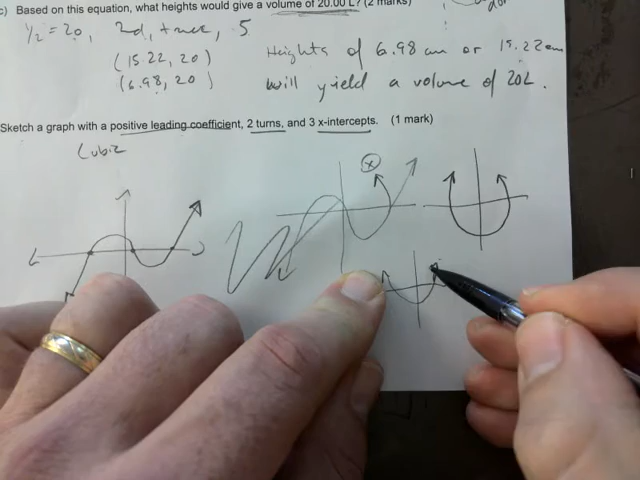 c) Based on this equation, what heights would give a volume of 20.00 L? (2 marks)
Y2 = 20, 2nd, trace, 5
(15.22, 20) Heights of 6.98 cm or 15.22cm
(6.98, 20) will yield a volume of 20L.
Sketch a graph with a positive leading coefficient, 2 turns, and 3 x-intercepts. (1 mark)
Cubic
x